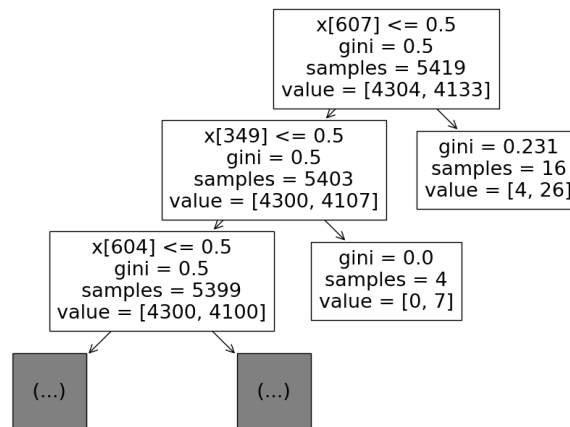 x[607] <= 0.5
gini = 0.5
samples = 5419
value = [4304, 4133]
x[349] <= 0.5
gini = 0.5
samples = 5403
value = [4300, 4107]
gini = 0.231
samples = 16
value = [4, 26]
x[604] <= 0.5
gini = 0.5
samples = 5399
value = [4300, 4100]
gini = 0.0
samples = 4
value = [0, 7]
(...)
(...)